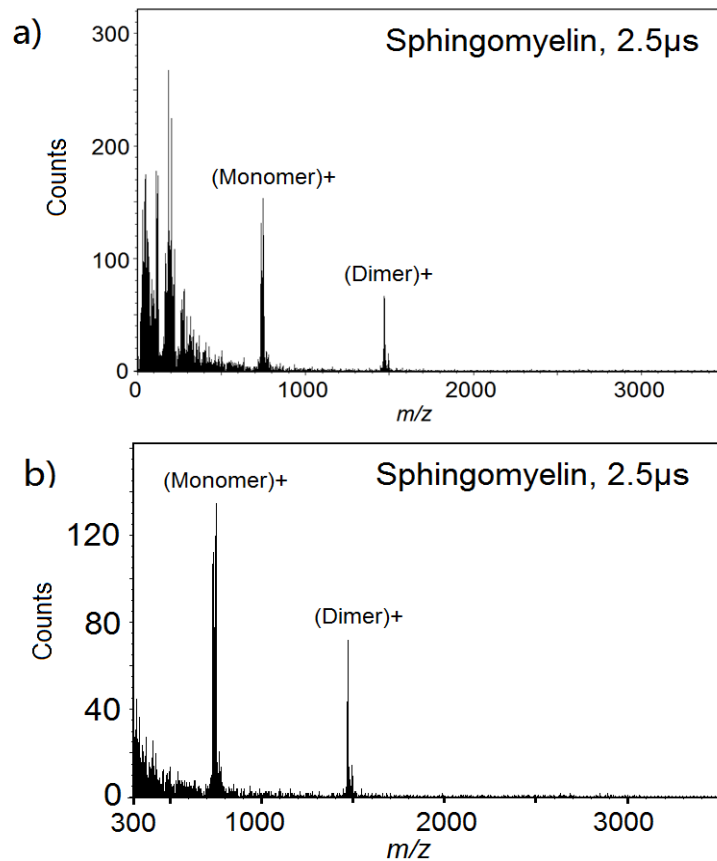 a)
Sphingomyelin, 2.5µs
300
200
100
0
Counts
(Monomer)+
(Dimer)+
0 1000 2000 3000
m/z
b)
Sphingomyelin, 2.5µs
(Monomer)+
(Dimer)+
120
80
40
0
Counts
300 1000 2000 3000
m/z